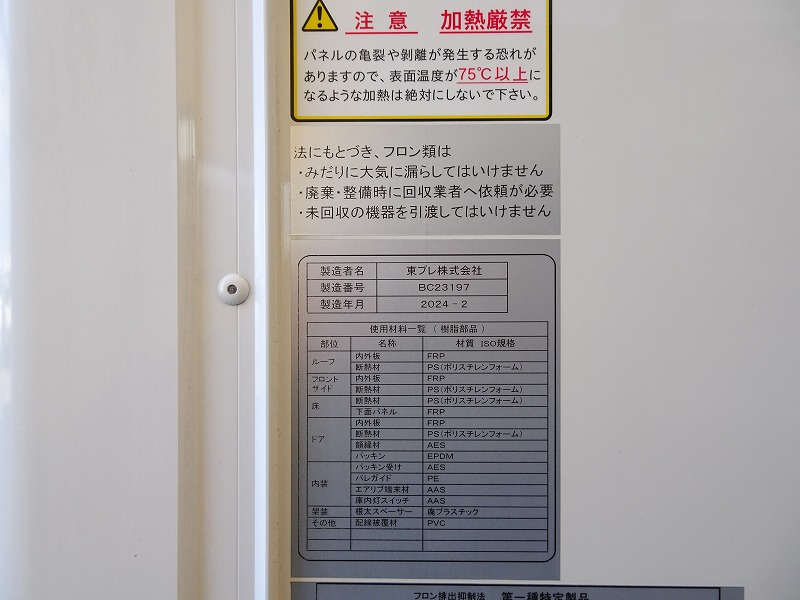 注意 加熱厳禁
パネルの亀裂や剥離が発生する恐れが
ありますので、表面温度が75℃以上に
なるような加熱は絶対にしないで下さい。
法にもとづき、フロン類は
・みだりに大気に漏らしてはいけません
・廃棄・整備時に回収業者へ依頼が必要
・未回収の機器を引渡してはいけません
製造者名 東プレ株式会社
製造番号 BC23197
製造年月 2024-2
使用材料一覧 (樹脂部品)
部位 名称 材質 ISO規格
ルーフ 内外板 FRP
断熱材 PS(ポリスチレンフォーム)
フロント サイド 内外板 FRP
断熱材 PS(ポリスチレンフォーム)
床 断熱材 PS(ポリスチレンフォーム)
下面パネル FRP
ドア 内外板 FRP
断熱材 PS(ポリスチレンフォーム)
額縁材 AES
パッキン EPDM
内装 パッキン受け AES
バレガイド PE
エアリブ端末材 AAS
庫内灯スイッチ AAS
架装 根太スペーサー 廃プラスチック
その他 配線被覆材 PVC
フロン排出抑制法 第一種特定製品